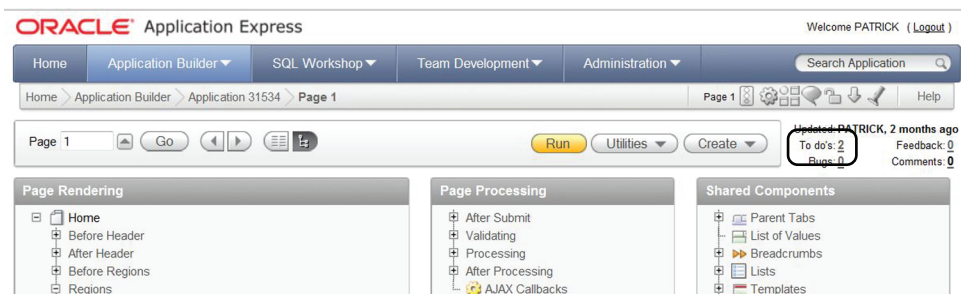 ORACLE Application Express
Welcome PATRICK ( Logout )
Home Application Builder SQL Workshop Team Development Administration Search Application
Home Application Builder Application 31534 Page 1 Page 1 Help
Page 1 Go Run Utilities Create
Updated: PATRICK, 2 months ago
To do's: 2 Feedback: 0
Bugs: 0 Comments: 0
Page Rendering
Home
Before Header
After Header
Before Regions
Regions
Page Processing
After Submit
Validating
Processing
After Processing
AJAX Callbacks
Shared Components
Parent Tabs
List of Values
Breadcrumbs
Lists
Templates